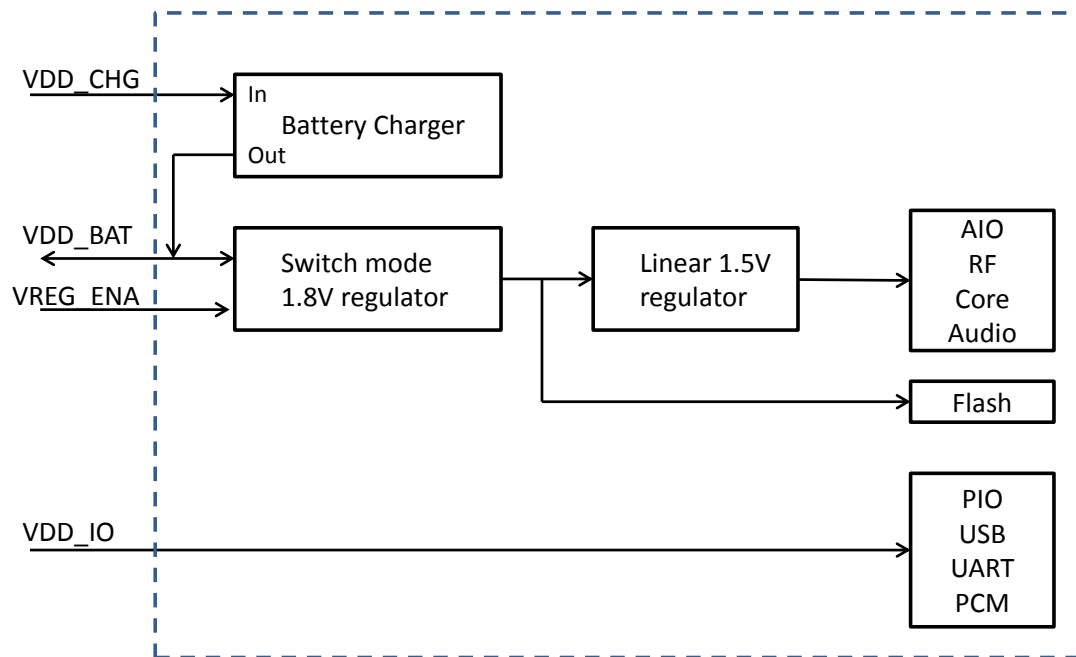 VDD_CHG
In
Battery Charger
Out
VDD_BAT
VREG_ENA
Switch mode
1.8V regulator
Linear 1.5V
regulator
AIO
RF
Core
Audio
Flash
VDD_IO
PIO
USB
UART
PCM